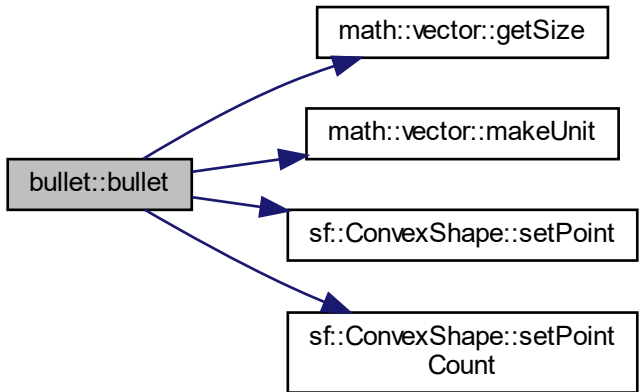 math::vector::getSize
math::vector::makeUnit
bullet::bullet
sf::ConvexShape::setPoint
sf::ConvexShape::setPoint
Count